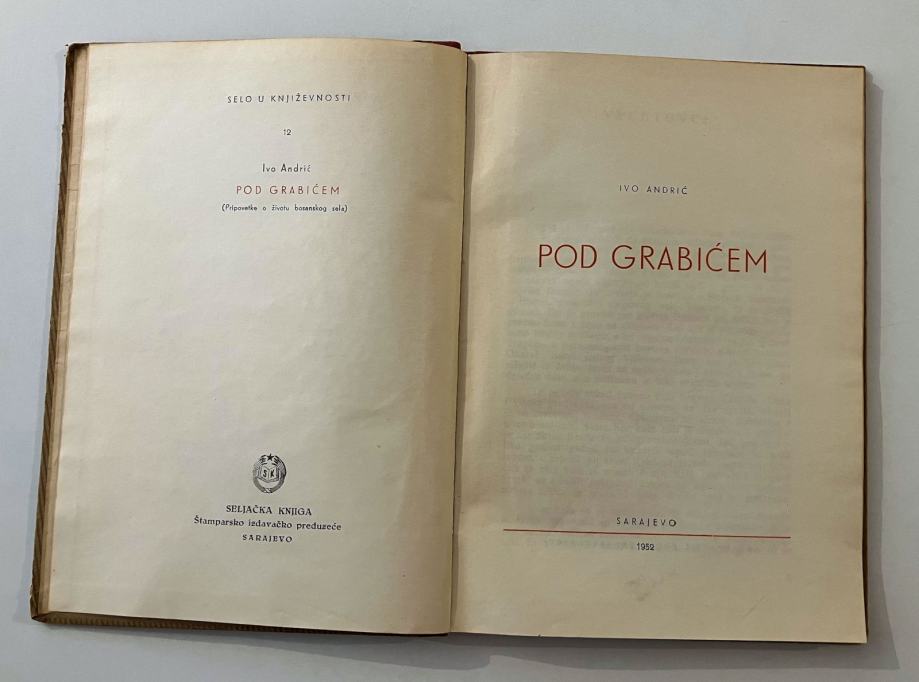 SELO U KNJIŽEVNOSTI
12
Ivo Andrić
POD GRABIĆEM
(Pripovetke o životu bosanskog sela)
SK
SELJAČKA KNJIGA
Štamparsko izdavačko preduzeće
SARAJEVO
IVO ANDRIĆ
POD GRABIĆEM
SARAJEVO
1952